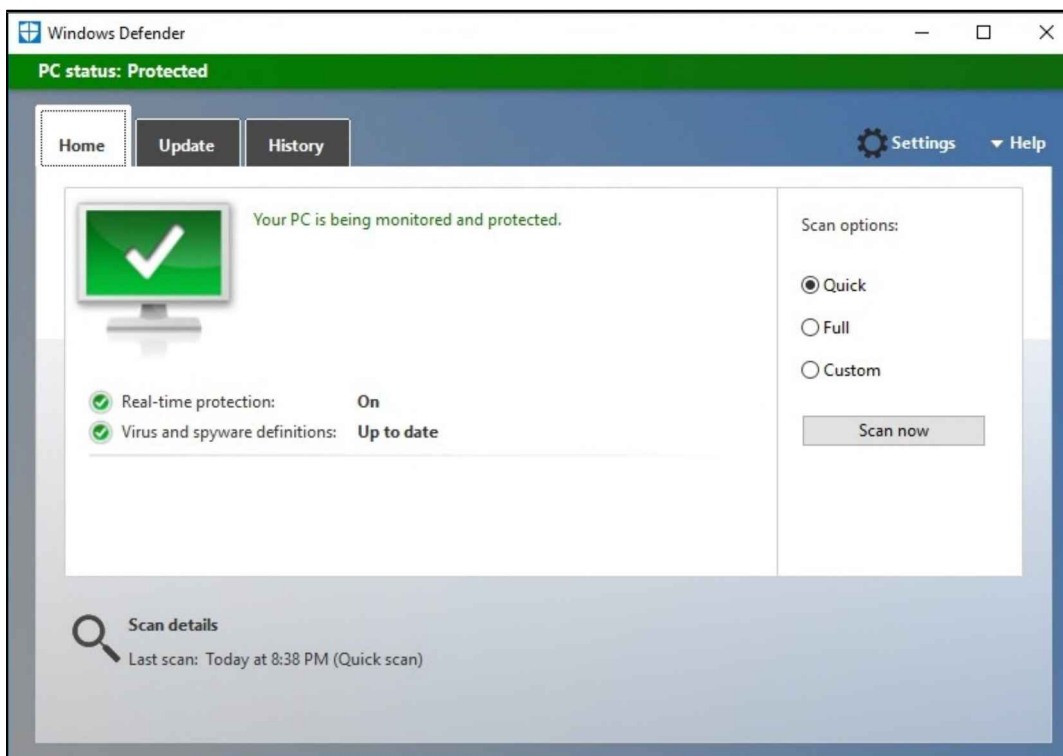 Windows Defender
PC status: Protected
Home
Update
History
Settings
Help
Your PC is being monitored and protected.
Scan options:
Quick
Full
Custom
Real-time protection: On
Virus and spyware definitions: Up to date
Scan now
Scan details
Last scan: Today at 8:38 PM (Quick scan)